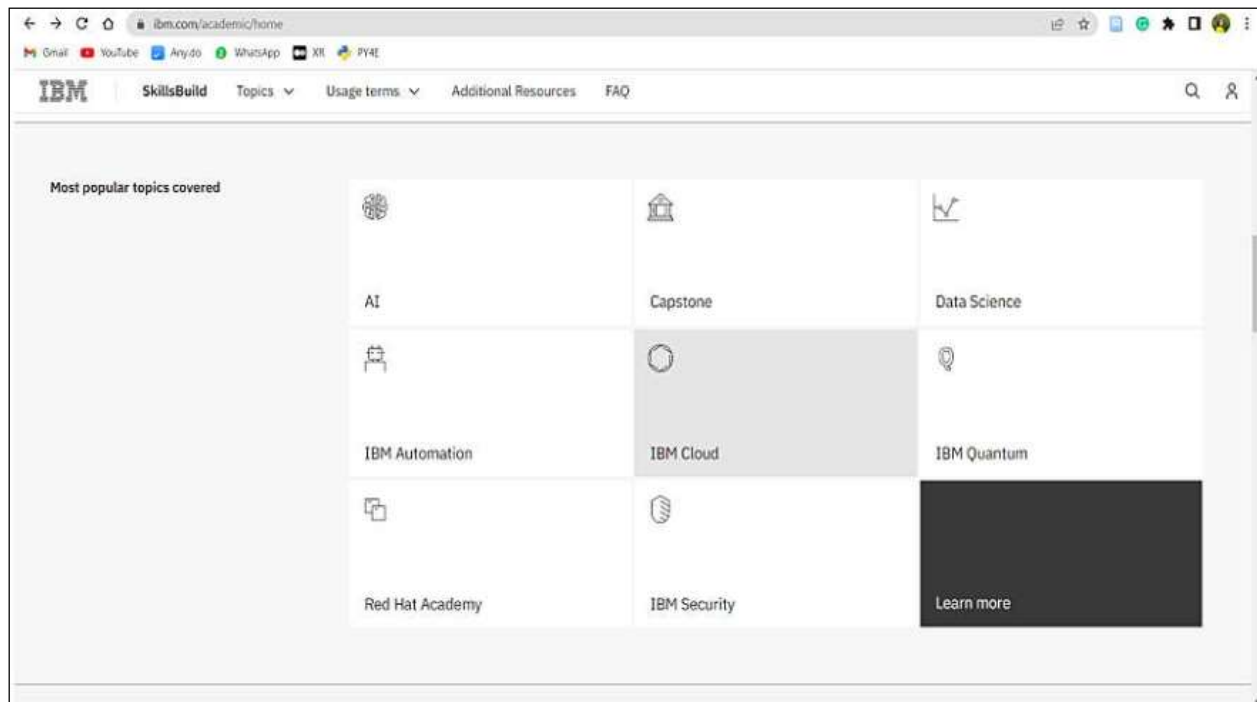 ibm.com/academic/home
Gmail YouTube Any.do WhatsApp XR PY4E
IBM SkillsBuild Topics Usage terms Additional Resources FAQ
Most popular topics covered
AI Capstone Data Science
IBM Automation IBM Cloud IBM Quantum
Red Hat Academy IBM Security Learn more